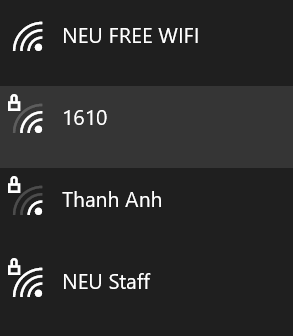 NEU FREE WIFI
1610
Thanh Anh
NEU Staff